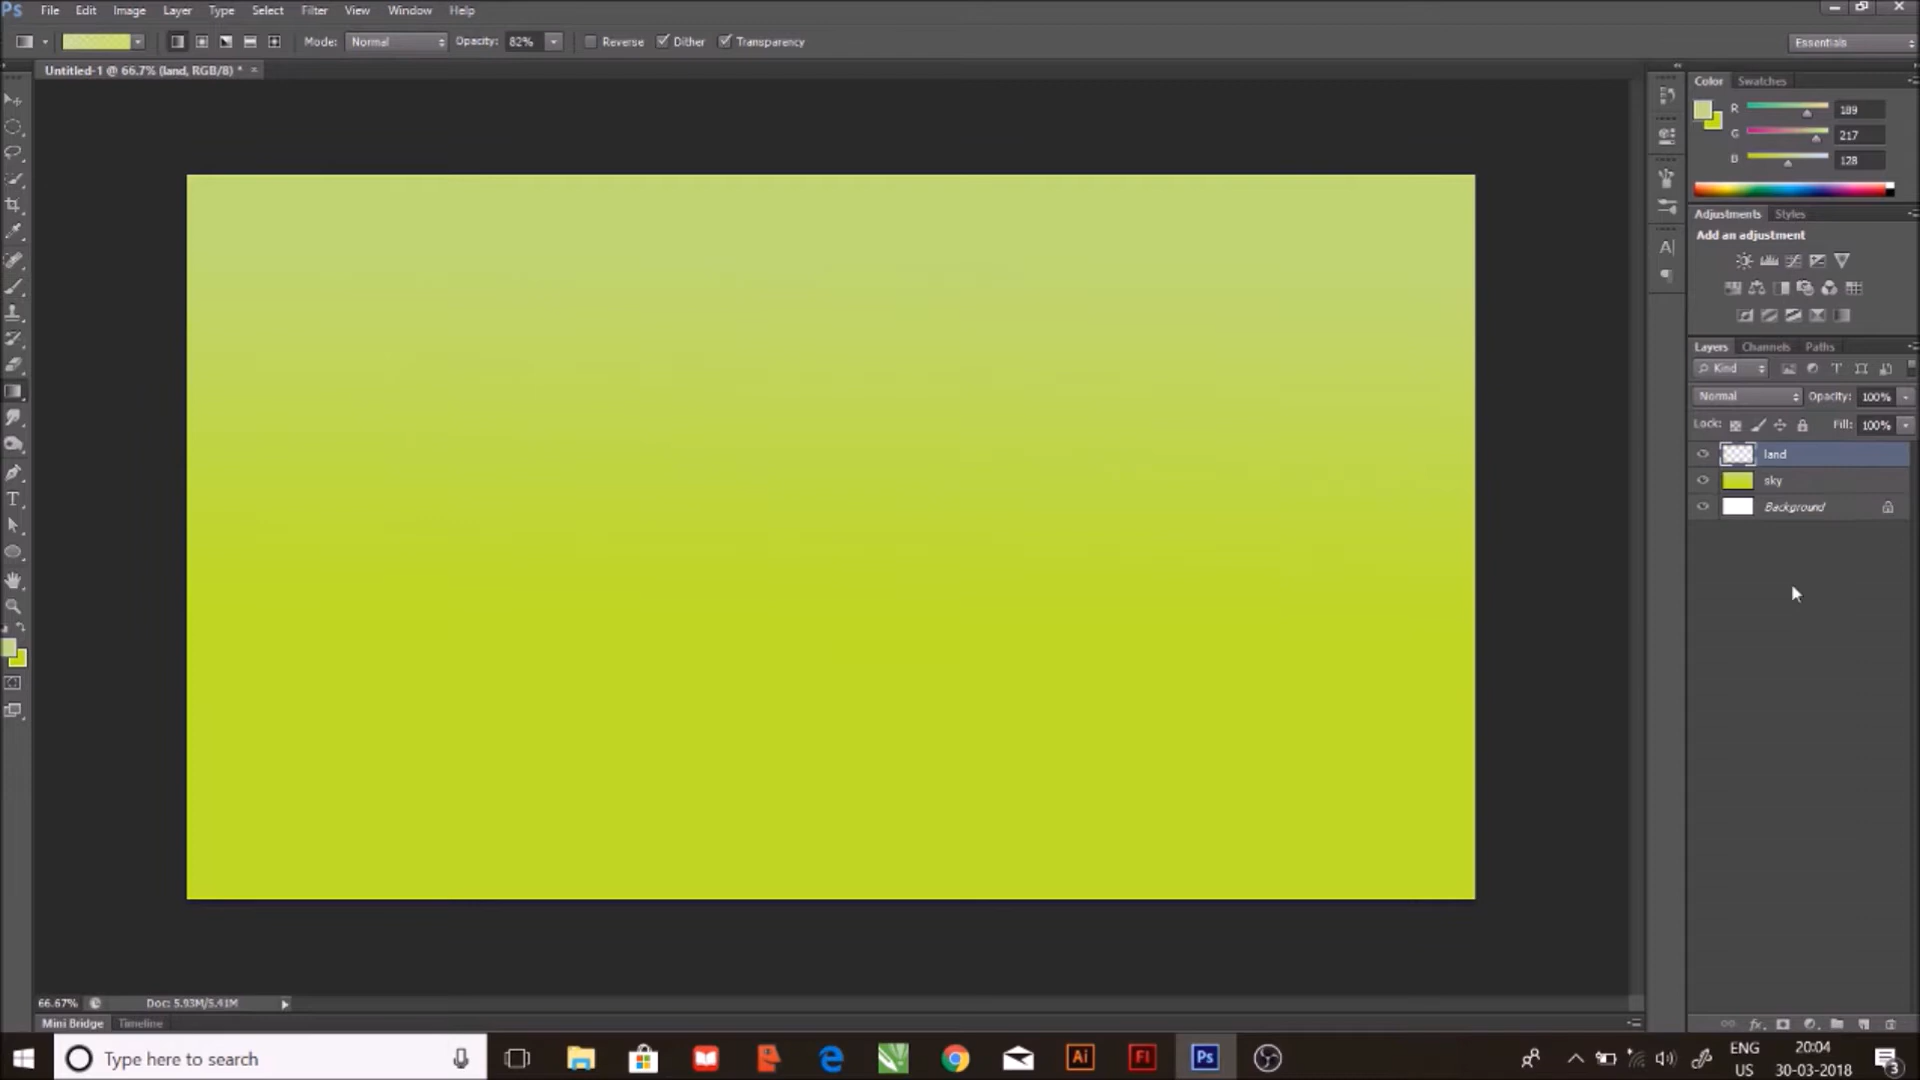 Ps File Edit Image Layer Type Select Filter View Window Help
Mode: Normal Opacity: 82% Reverse Dither Transparency Essentials
Untitled-1 @ 66.7% (land, RGB/8) * ×
Color Swatches
R 189
G 217
B 128
Adjustments Styles
Add an adjustment
Layers Channels Paths
Kind
Normal Opacity: 100%
Lock: Fill: 100%
land
sky
Background
66.67% Doc: 5.93M/5.41M
Mini Bridge Timeline
Type here to search
Ai Fl Ps
ENG
US
20:04
30-03-2018
3